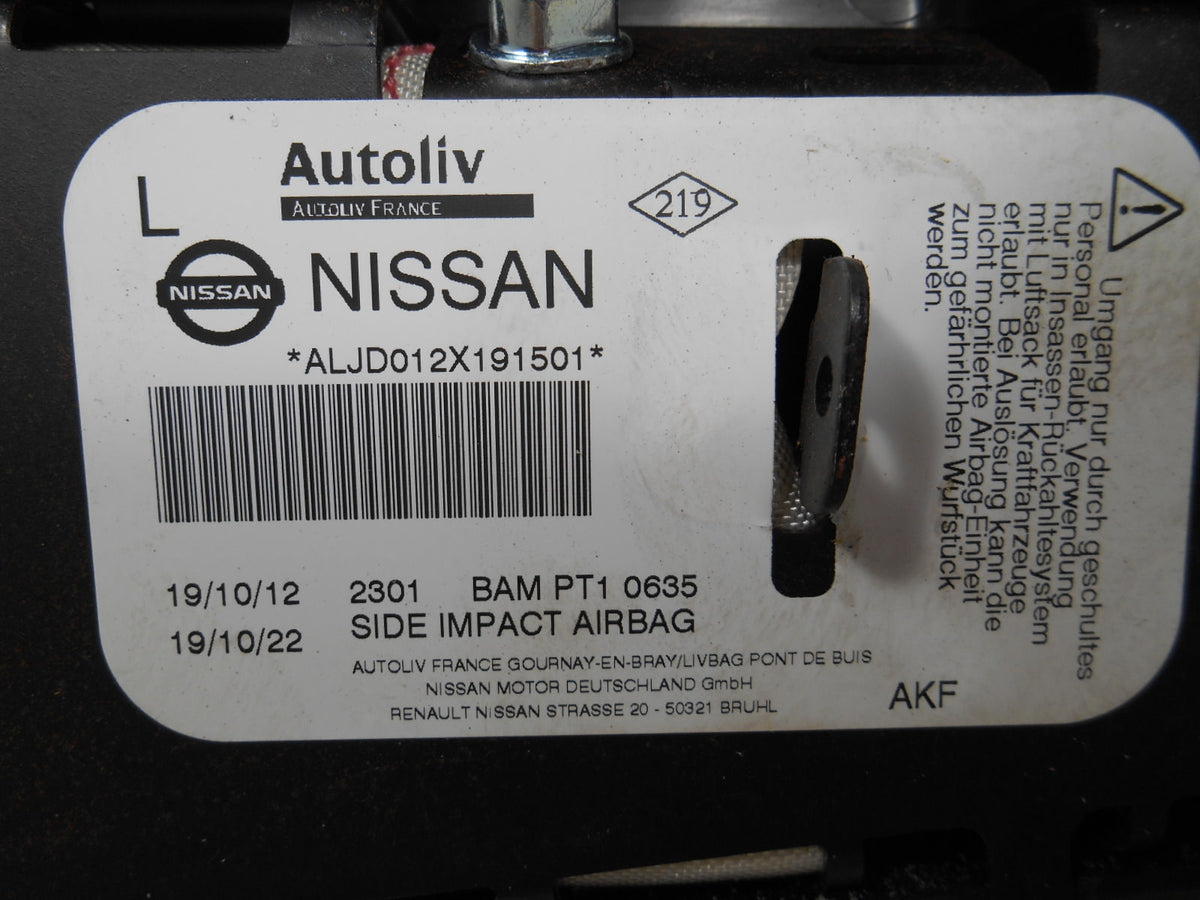 L
Autoliv
AUTOLIV FRANCE
219
NISSAN
NISSAN
*ALJD012X191501*
19/10/12 2301 BAM PT1 0635
19/10/22 SIDE IMPACT AIRBAG
AUTOLIV FRANCE GOURNAY-EN-BRAY/LIVBAG PONT DE BUIS
NISSAN MOTOR DEUTSCHLAND GmbH
RENAULT NISSAN STRASSE 20 - 50321 BRUHL
AKF
!
Umgang nur durch geschultes
Personal erlaubt. Verwendung
nur in Insassen-Rückahltesystem
mit Luftsack für Kraftfahrzeuge
erlaubt. Bei Auslösung kann die
nicht montierte Airbag-Einheit
zum gefärhrlichen Wurfstück
werden.